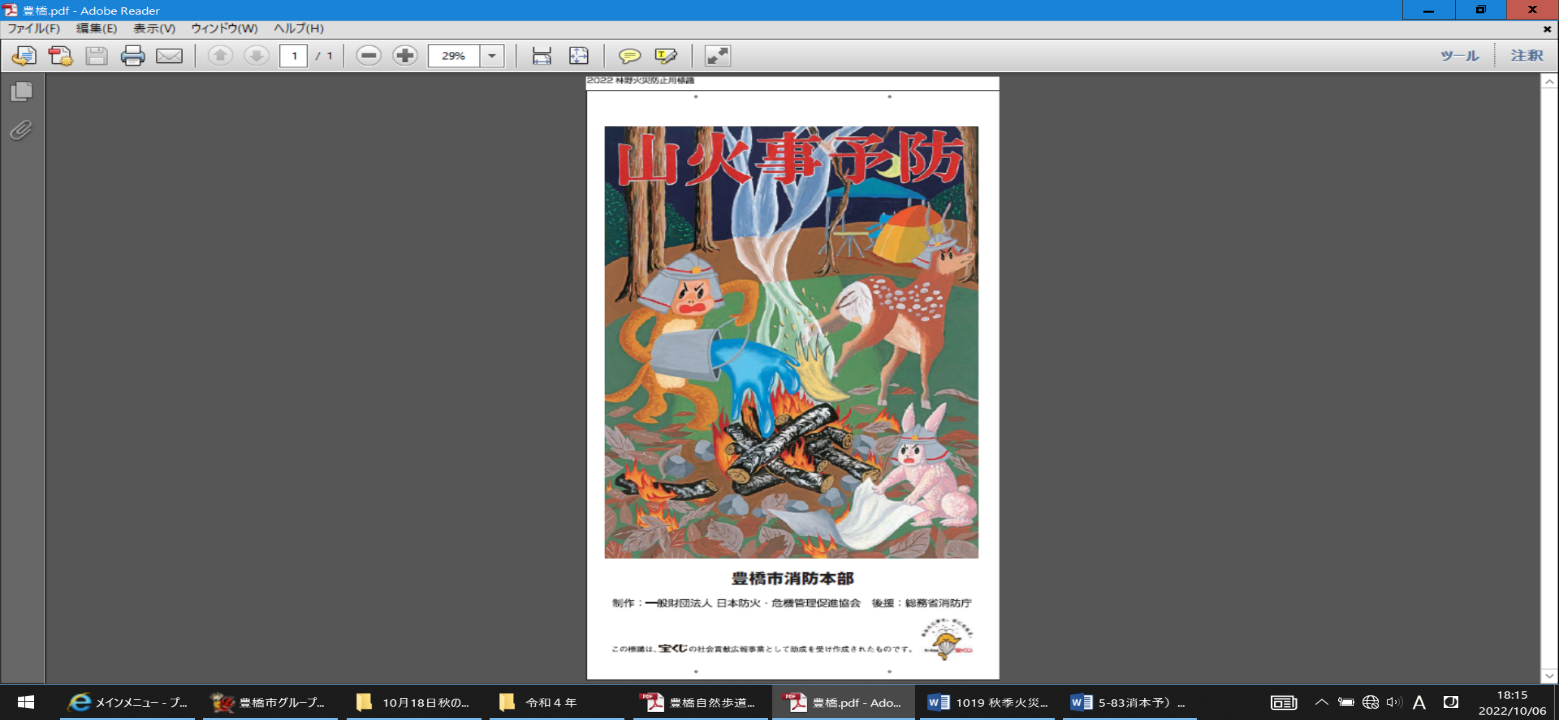 豊橋.pdf - Adobe Reader
ファイル(F) 編集(E) 表示(V) ウィンドウ(W) ヘルプ(H)
1 / 1 29% ツール 注釈
2022 林野火災防止用標識
山火事予防
豊橋市消防本部
制作：一般財団法人 日本防火・危機管理促進協会 後援：総務省消防庁
この標識は、宝くじの社会貢献広報事業として助成を受け作成されたものです。
メインメニュー - プ... 豊橋市グループ... 10月18日秋の... 令和４年 豊橋自然歩道... 豊橋.pdf - Ado... 1019 秋季火災... 5-83消本予）... A 18:15
2022/10/06